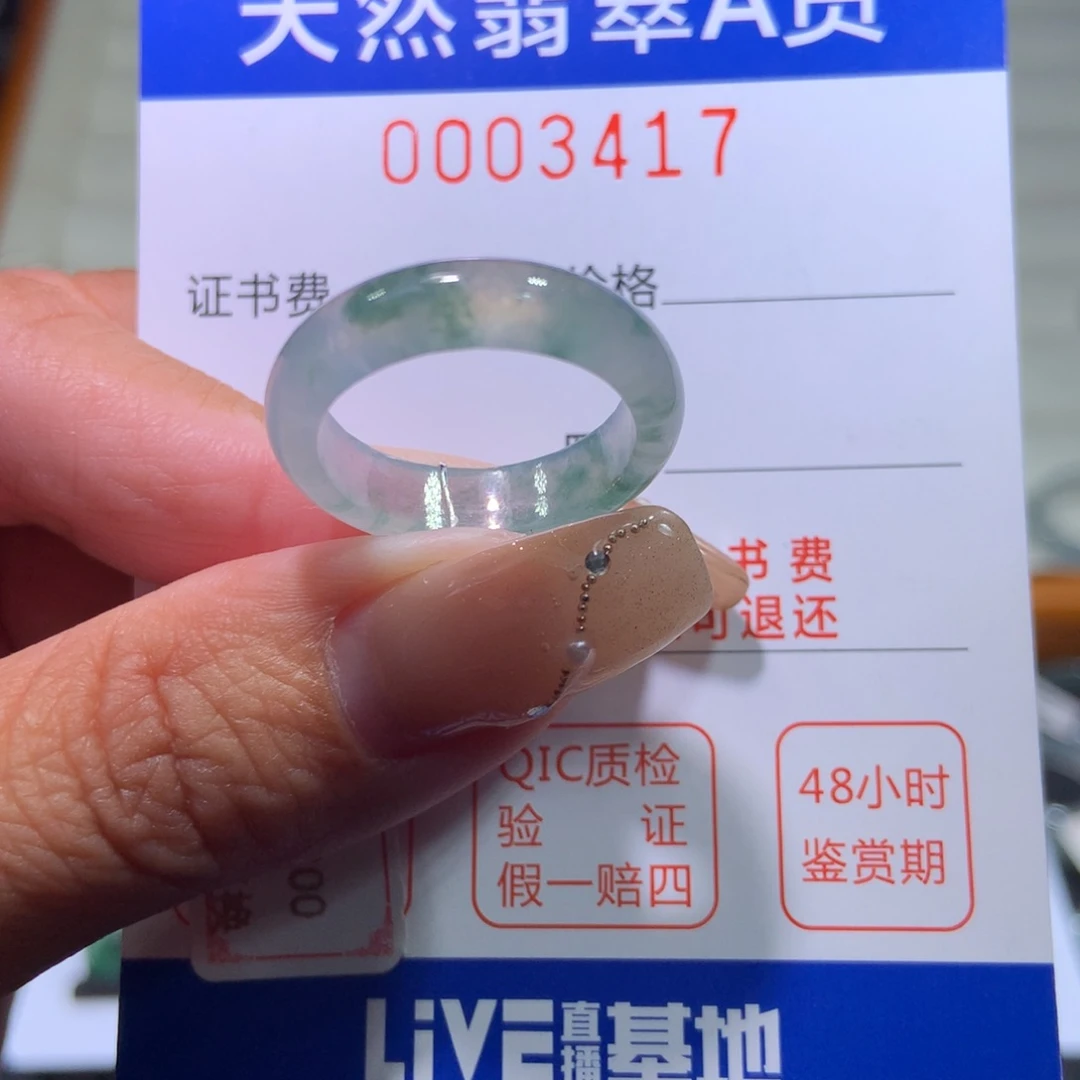 天然翡翠A货
0003417
证书费
价格
书费
可退还
QIC质检
验 证
假一赔四
48小时
鉴赏期
00
LiVE直播基地